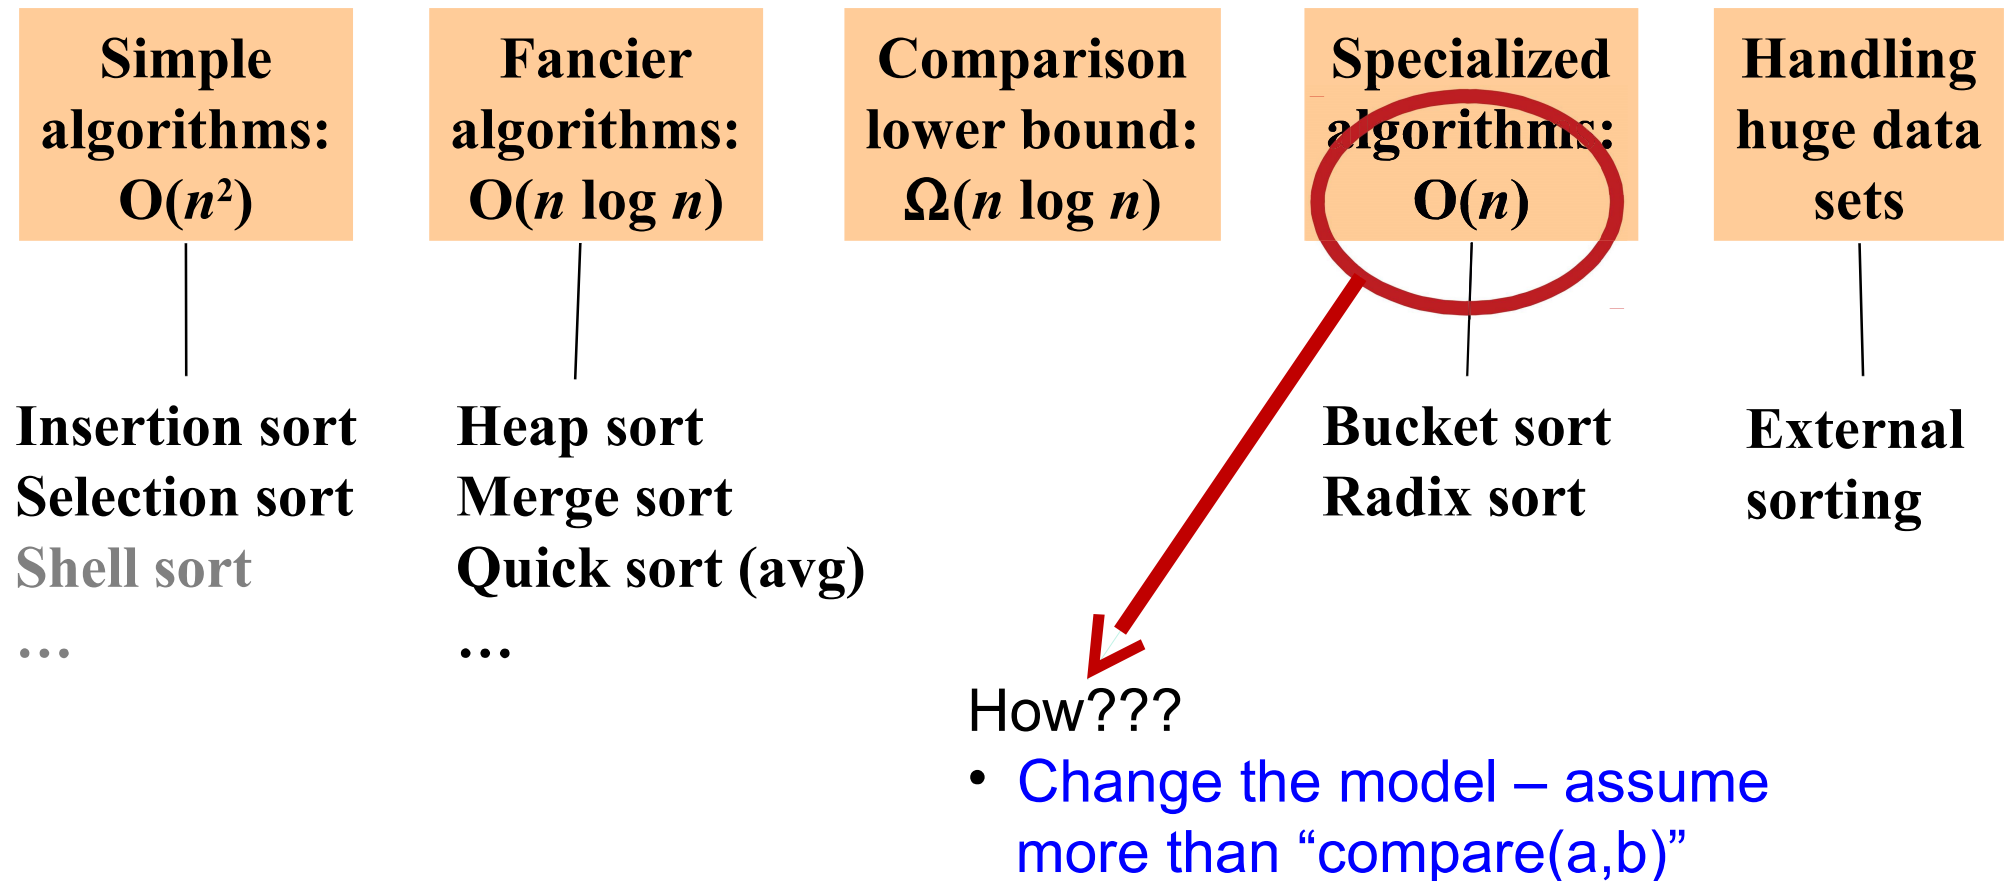 Simple
algorithms:
O(n²)
Fancier
algorithms:
O(n log n)
Comparison
lower bound:
Ω(n log n)
Specialized
algorithms:
O(n)
Handling
huge data
sets
Insertion sort
Selection sort
Shell sort
…
Heap sort
Merge sort
Quick sort (avg)
…
Bucket sort
Radix sort
External
sorting
How???
• Change the model – assume
more than “compare(a,b)”